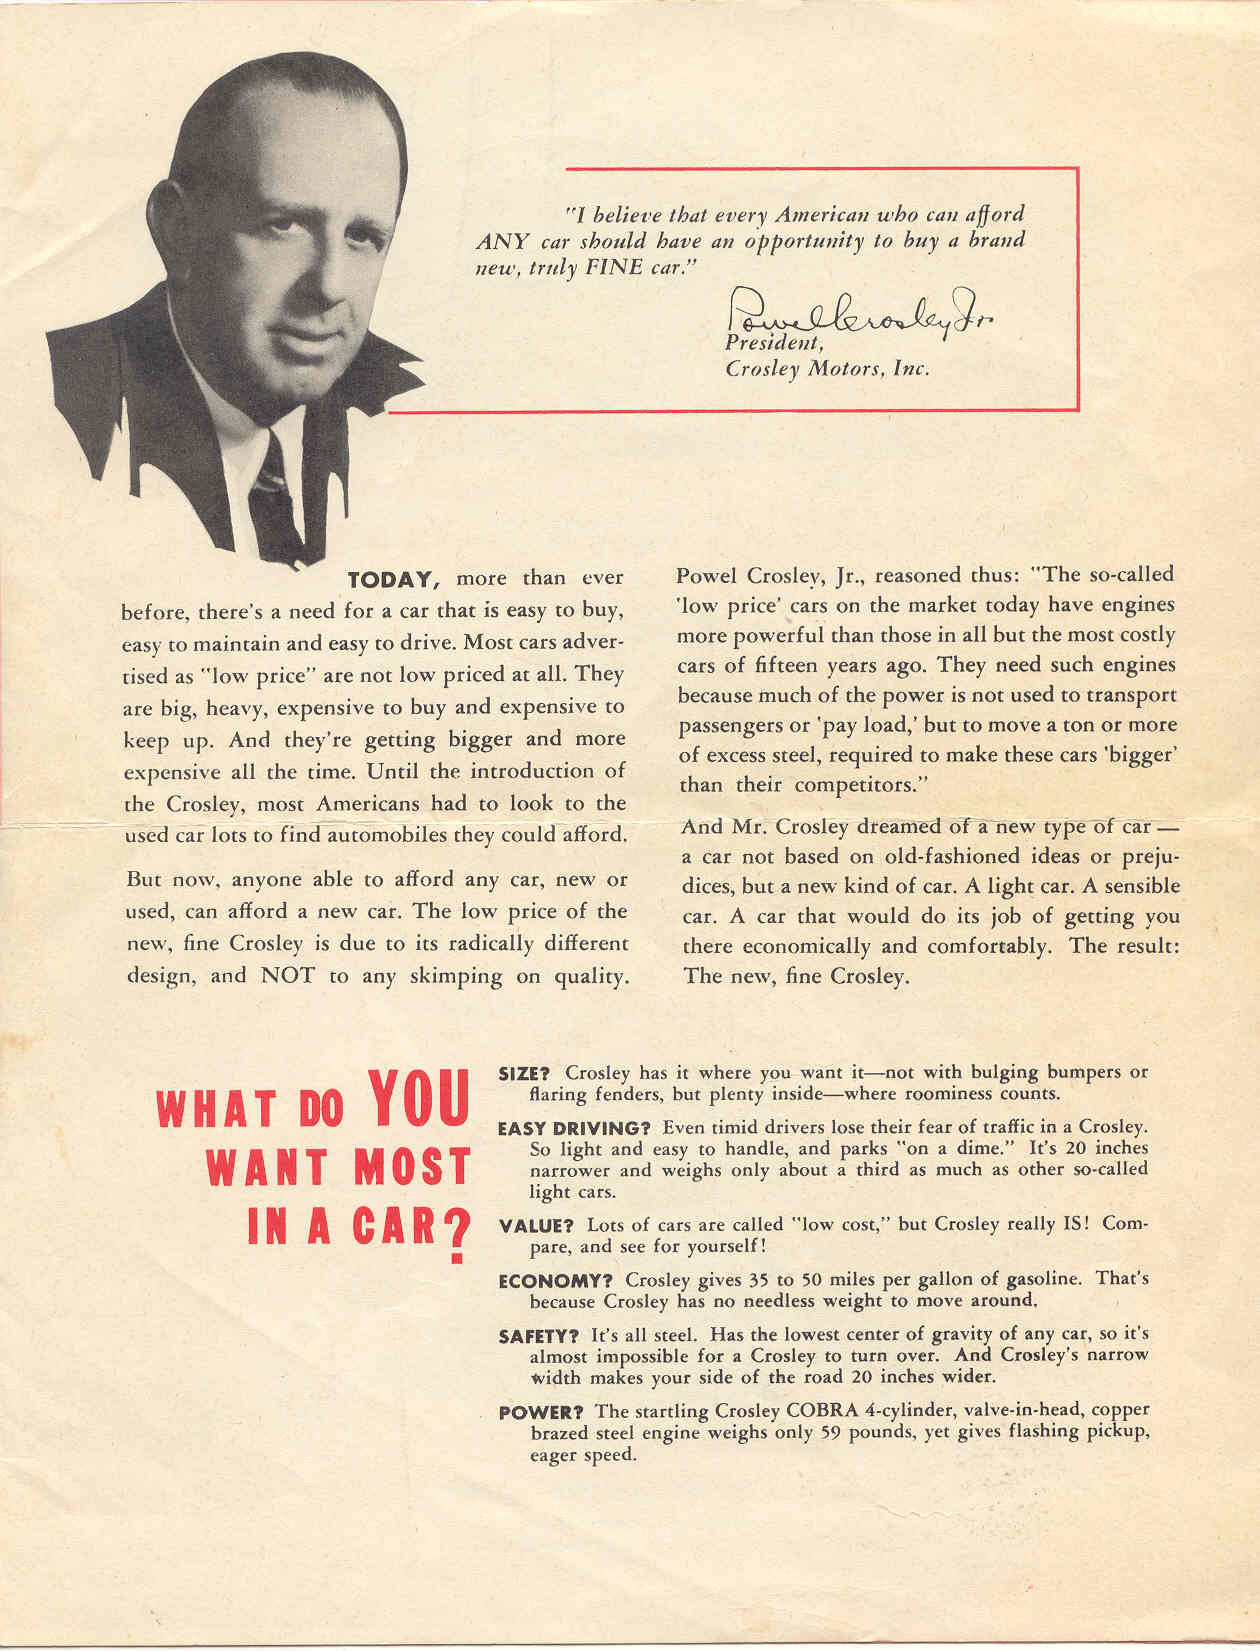 "I believe that every American who can afford
ANY car should have an opportunity to buy a brand
new, truly FINE car."
Powel Crosley Jr.
President,
Crosley Motors, Inc.
TODAY, more than ever
before, there's a need for a car that is easy to buy,
easy to maintain and easy to drive. Most cars adver-
tised as "low price" are not low priced at all. They
are big, heavy, expensive to buy and expensive to
keep up. And they're getting bigger and more
expensive all the time. Until the introduction of
the Crosley, most Americans had to look to the
used car lots to find automobiles they could afford.
But now, anyone able to afford any car, new or
used, can afford a new car. The low price of the
new, fine Crosley is due to its radically different
design, and NOT to any skimping on quality.
Powel Crosley, Jr., reasoned thus: "The so-called
'low price' cars on the market today have engines
more powerful than those in all but the most costly
cars of fifteen years ago. They need such engines
because much of the power is not used to transport
passengers or 'pay load,' but to move a ton or more
of excess steel, required to make these cars 'bigger'
than their competitors."
And Mr. Crosley dreamed of a new type of car —
a car not based on old-fashioned ideas or preju-
dices, but a new kind of car. A light car. A sensible
car. A car that would do its job of getting you
there economically and comfortably. The result:
The new, fine Crosley.
WHAT DO YOU
WANT MOST
IN A CAR?
SIZE? Crosley has it where you want it—not with bulging bumpers or
flaring fenders, but plenty inside—where roominess counts.
EASY DRIVING? Even timid drivers lose their fear of traffic in a Crosley.
So light and easy to handle, and parks "on a dime." It's 20 inches
narrower and weighs only about a third as much as other so-called
light cars.
VALUE? Lots of cars are called "low cost," but Crosley really IS! Com-
pare, and see for yourself!
ECONOMY? Crosley gives 35 to 50 miles per gallon of gasoline. That's
because Crosley has no needless weight to move around.
SAFETY? It's all steel. Has the lowest center of gravity of any car, so it's
almost impossible for a Crosley to turn over. And Crosley's narrow
width makes your side of the road 20 inches wider.
POWER? The startling Crosley COBRA 4-cylinder, valve-in-head, copper
brazed steel engine weighs only 59 pounds, yet gives flashing pickup,
eager speed.